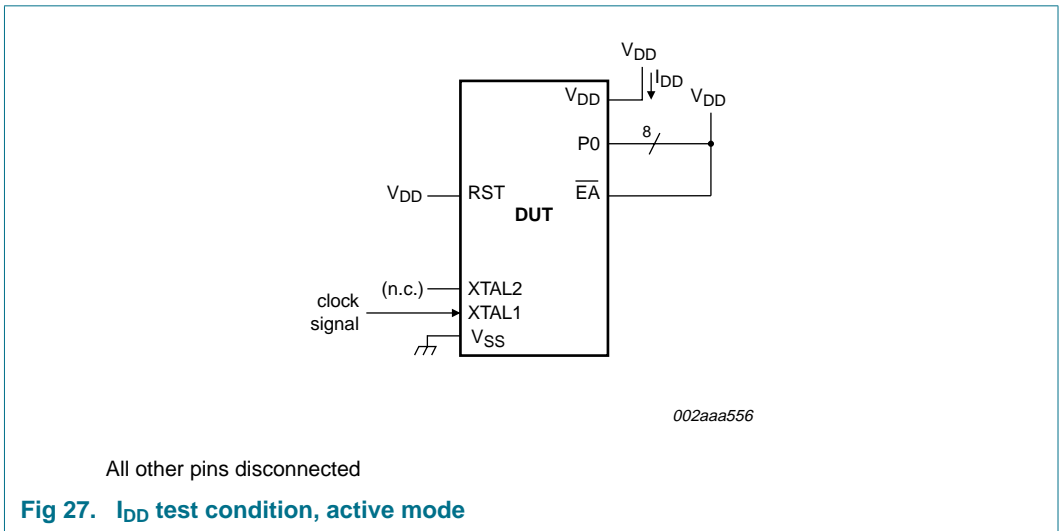 VDD
IDD
VDD
VDD
P0
8
EA
VDD
RST
DUT
(n.c.)
XTAL2
clock
signal
XTAL1
VSS
002aaa556
All other pins disconnected
Fig 27. IDD test condition, active mode